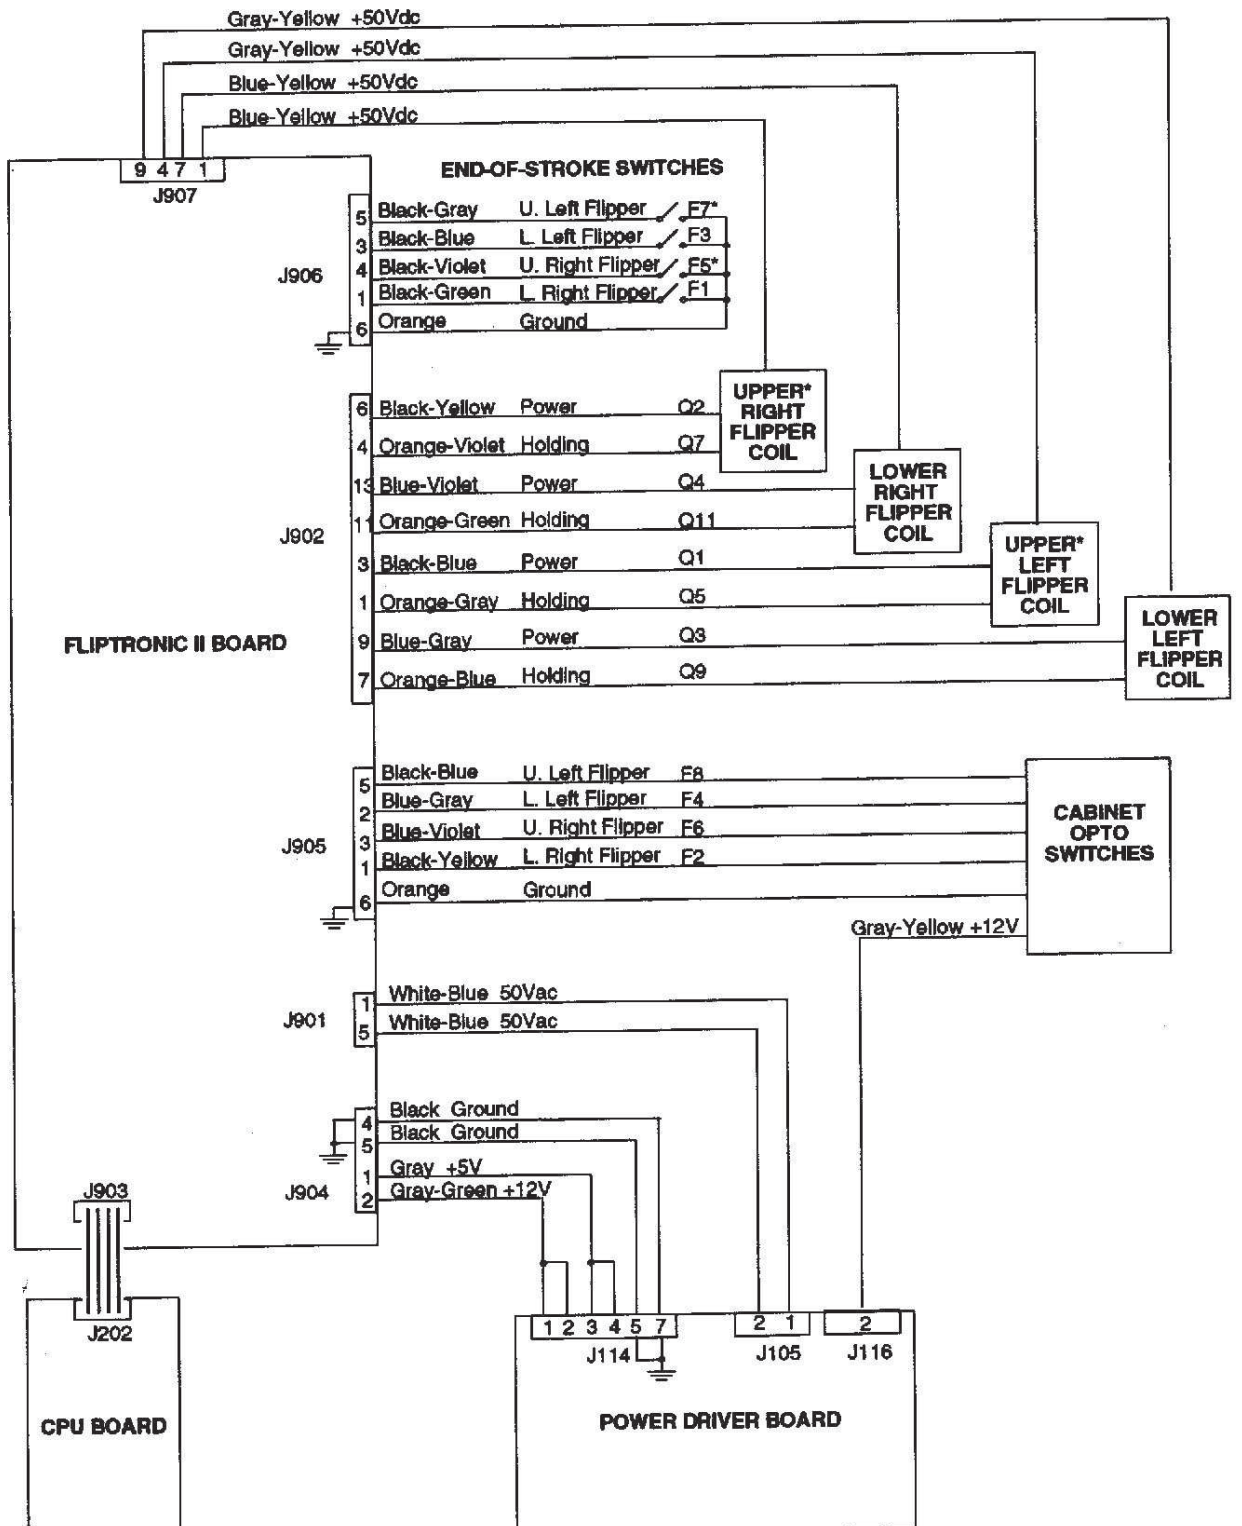 Gray-Yellow +50Vdc
Gray-Yellow +50Vdc
Blue-Yellow +50Vdc
Blue-Yellow +50Vdc
9 4 7 1
J907
END-OF-STROKE SWITCHES
5 Black-Gray U. Left Flipper F7*
3 Black-Blue L. Left Flipper F3
J906
4 Black-Violet U. Right Flipper F5*
1 Black-Green L. Right Flipper F1
6 Orange Ground
UPPER*
RIGHT
FLIPPER
COIL
6 Black-Yellow Power Q2
4 Orange-Violet Holding Q7
LOWER
RIGHT
FLIPPER
COIL
13 Blue-Violet Power Q4
11 Orange-Green Holding Q11
J902
UPPER*
LEFT
FLIPPER
COIL
3 Black-Blue Power Q1
1 Orange-Gray Holding Q5
LOWER
LEFT
FLIPPER
COIL
9 Blue-Gray Power Q3
7 Orange-Blue Holding Q9
FLIPTRONIC II BOARD
5 Black-Blue U. Left Flipper F8
2 Blue-Gray L. Left Flipper F4
3 Blue-Violet U. Right Flipper F6
J905
1 Black-Yellow L. Right Flipper F2
6 Orange Ground
CABINET
OPTO
SWITCHES
Gray-Yellow +12V
1 White-Blue 50Vac
J901
5 White-Blue 50Vac
4 Black Ground
5 Black Ground
1 Gray +5V
J904
2 Gray-Green +12V
J903
J202
CPU BOARD
1 2 3 4 5 7
J114
2 1
J105
2
J116
POWER DRIVER BOARD